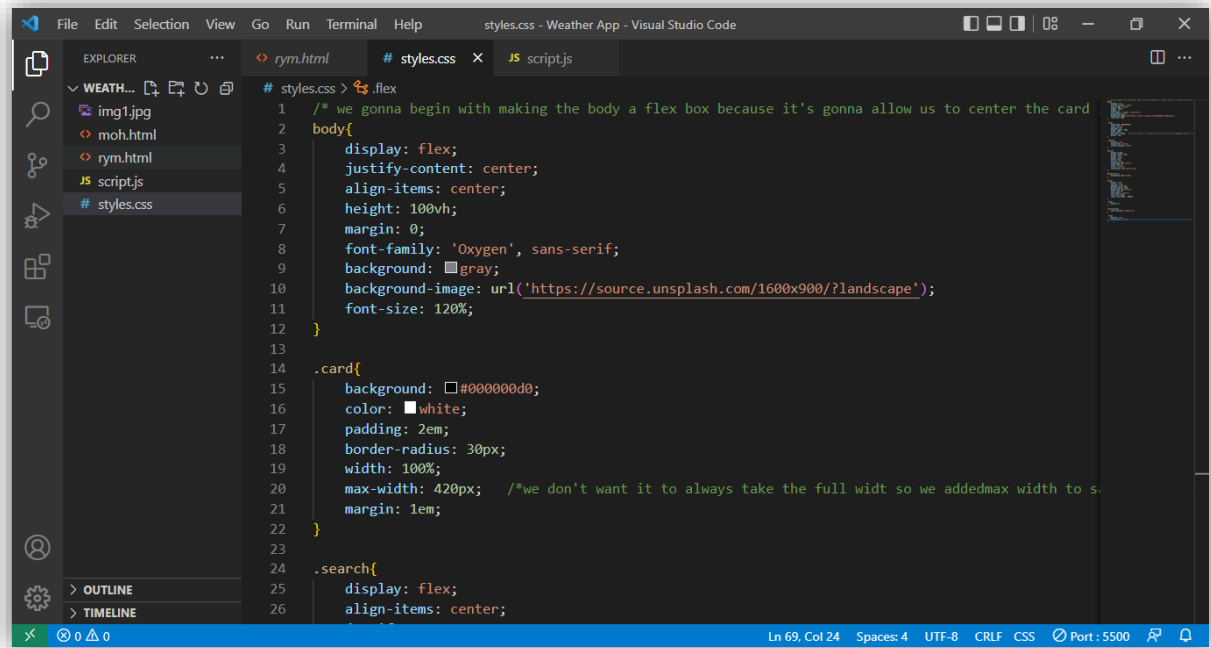 File Edit Selection View Go Run Terminal Help styles.css - Weather App - Visual Studio Code
EXPLORER ··· <> rym.html # styles.css × JS script.js ···
WEATH... # styles.css > .flex
img1.jpg
<> moh.html
<> rym.html
JS script.js
# styles.css
1 /* we gonna begin with making the body a flex box because it's gonna allow us to center the card
2 body{
3 display: flex;
4 justify-content: center;
5 align-items: center;
6 height: 100vh;
7 margin: 0;
8 font-family: 'Oxygen', sans-serif;
9 background: gray;
10 background-image: url('https://source.unsplash.com/1600x900/?landscape');
11 font-size: 120%;
12 }
13
14 .card{
15 background: #000000d0;
16 color: white;
17 padding: 2em;
18 border-radius: 30px;
19 width: 100%;
20 max-width: 420px; /*we don't want it to always take the full widt so we addedmax width to
21 margin: 1em;
22 }
23
24 .search{
25 display: flex;
26 align-items: center;
> OUTLINE
> TIMELINE
0 0 Ln 69, Col 24 Spaces: 4 UTF-8 CRLF CSS Port : 5500